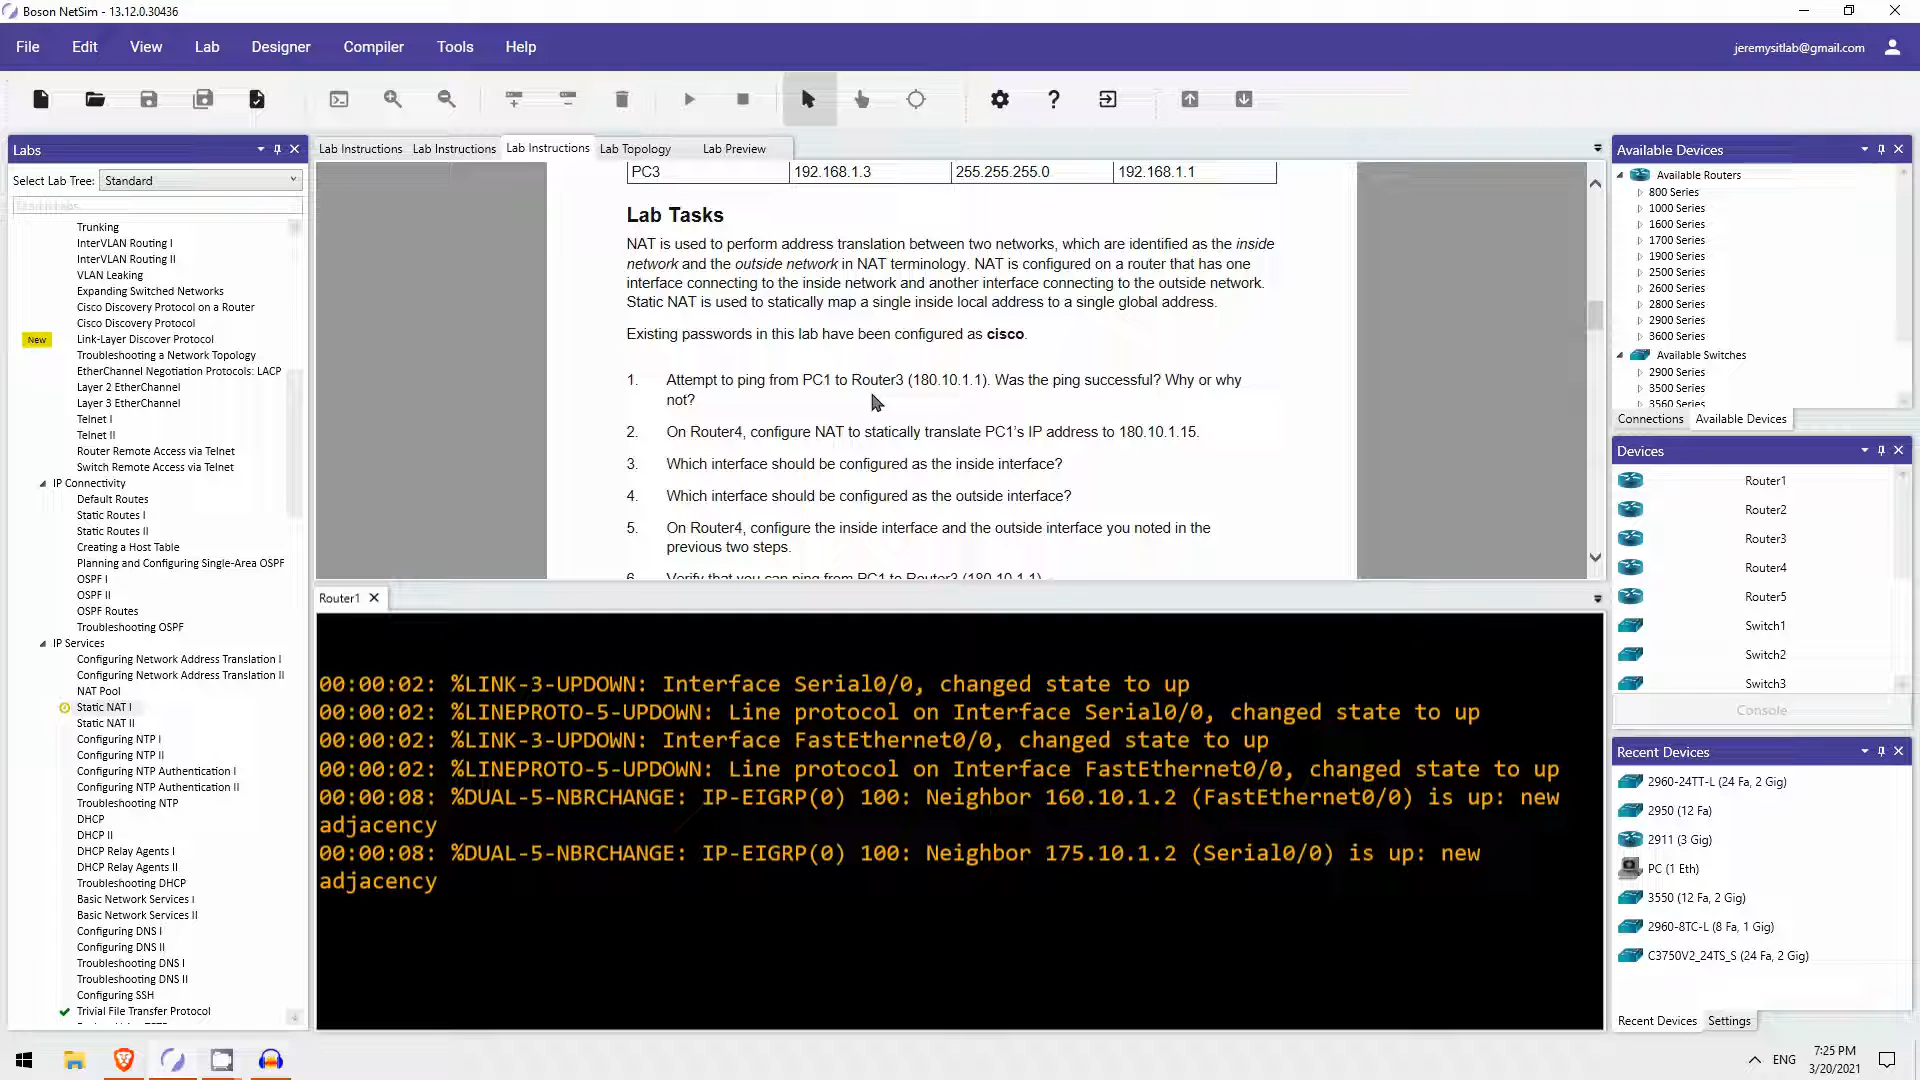 Boson NetSim - 13.12.0.30436
File
Edit
View
Lab
Designer
Compiler
Tools
Help
jeremysitlab@gmail.com
Labs
Select Lab Tree:
Standard
Search Labs
Trunking
InterVLAN Routing I
InterVLAN Routing II
VLAN Leaking
Expanding Switched Networks
Cisco Discovery Protocol on a Router
Cisco Discovery Protocol
New
Link-Layer Discover Protocol
Troubleshooting a Network Topology
EtherChannel Negotiation Protocols: LACP
Layer 2 EtherChannel
Layer 3 EtherChannel
Telnet I
Telnet II
Router Remote Access via Telnet
Switch Remote Access via Telnet
IP Connectivity
Default Routes
Static Routes I
Static Routes II
Creating a Host Table
Planning and Configuring Single-Area OSPF
OSPF I
OSPF II
OSPF Routes
Troubleshooting OSPF
IP Services
Configuring Network Address Translation I
Configuring Network Address Translation II
NAT Pool
Static NAT I
Static NAT II
Configuring NTP I
Configuring NTP II
Configuring NTP Authentication I
Configuring NTP Authentication II
Troubleshooting NTP
DHCP
DHCP II
DHCP Relay Agents I
DHCP Relay Agents II
Troubleshooting DHCP
Basic Network Services I
Basic Network Services II
Configuring DNS I
Configuring DNS II
Troubleshooting DNS I
Troubleshooting DNS II
Configuring SSH
Trivial File Transfer Protocol
Lab Instructions
Lab Instructions
Lab Instructions
Lab Topology
Lab Preview
PC3 192.168.1.3 255.255.255.0 192.168.1.1
Lab Tasks
NAT is used to perform address translation between two networks, which are identified as the inside
network and the outside network in NAT terminology. NAT is configured on a router that has one
interface connecting to the inside network and another interface connecting to the outside network.
Static NAT is used to statically map a single inside local address to a single global address.
Existing passwords in this lab have been configured as cisco.
1. Attempt to ping from PC1 to Router3 (180.10.1.1). Was the ping successful? Why or why
not?
2. On Router4, configure NAT to statically translate PC1's IP address to 180.10.1.15.
3. Which interface should be configured as the inside interface?
4. Which interface should be configured as the outside interface?
5. On Router4, configure the inside interface and the outside interface you noted in the
previous two steps.
6. Verify that you can ping from PC1 to Router3 (180.10.1.1).
Router1
00:00:02: %LINK-3-UPDOWN: Interface Serial0/0, changed state to up
00:00:02: %LINEPROTO-5-UPDOWN: Line protocol on Interface Serial0/0, changed state to up
00:00:02: %LINK-3-UPDOWN: Interface FastEthernet0/0, changed state to up
00:00:02: %LINEPROTO-5-UPDOWN: Line protocol on Interface FastEthernet0/0, changed state to up
00:00:08: %DUAL-5-NBRCHANGE: IP-EIGRP(0) 100: Neighbor 160.10.1.2 (FastEthernet0/0) is up: new
adjacency
00:00:08: %DUAL-5-NBRCHANGE: IP-EIGRP(0) 100: Neighbor 175.10.1.2 (Serial0/0) is up: new
adjacency
Available Devices
Available Routers
800 Series
1000 Series
1600 Series
1700 Series
1900 Series
2500 Series
2600 Series
2800 Series
2900 Series
3600 Series
Available Switches
2900 Series
3500 Series
3560 Series
Connections
Available Devices
Devices
Router1
Router2
Router3
Router4
Router5
Switch1
Switch2
Switch3
Console
Recent Devices
2960-24TT-L (24 Fa, 2 Gig)
2950 (12 Fa)
2911 (3 Gig)
PC (1 Eth)
3550 (12 Fa, 2 Gig)
2960-8TC-L (8 Fa, 1 Gig)
C3750V2_24TS_S (24 Fa, 2 Gig)
Recent Devices
Settings
ENG
7:25 PM
3/20/2021